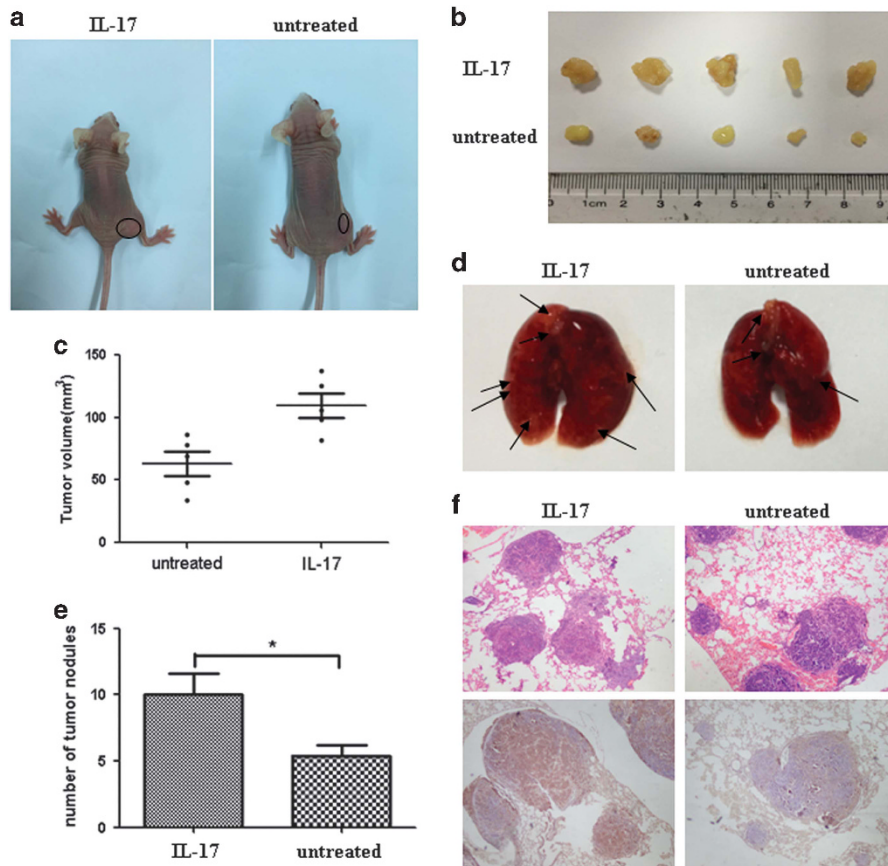 a
IL-17
untreated
b
IL-17
untreated
0 1cm 2 3 4 5 6 7 8 9
c
Tumor volume(mm³)
150
100
50
0
untreated
IL-17
d
IL-17
untreated
e
number of tumor nodules
15
10
5
0
*
IL-17
untreated
f
IL-17
untreated